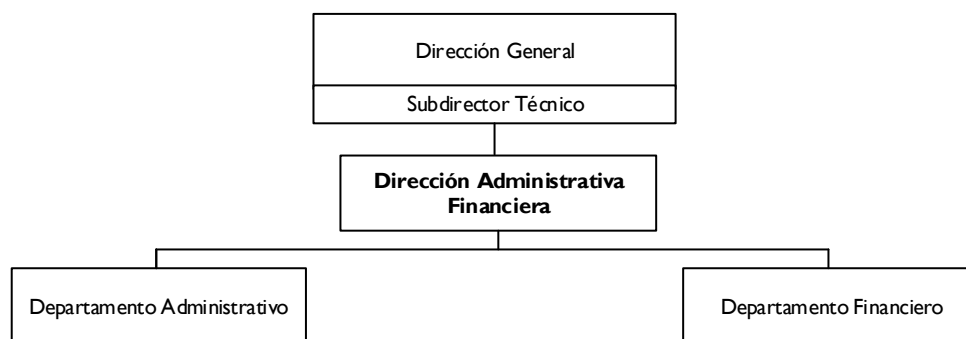 Dirección General
Subdirector Técnico
Dirección Administrativa
Financiera
Departamento Administrativo
Departamento Financiero